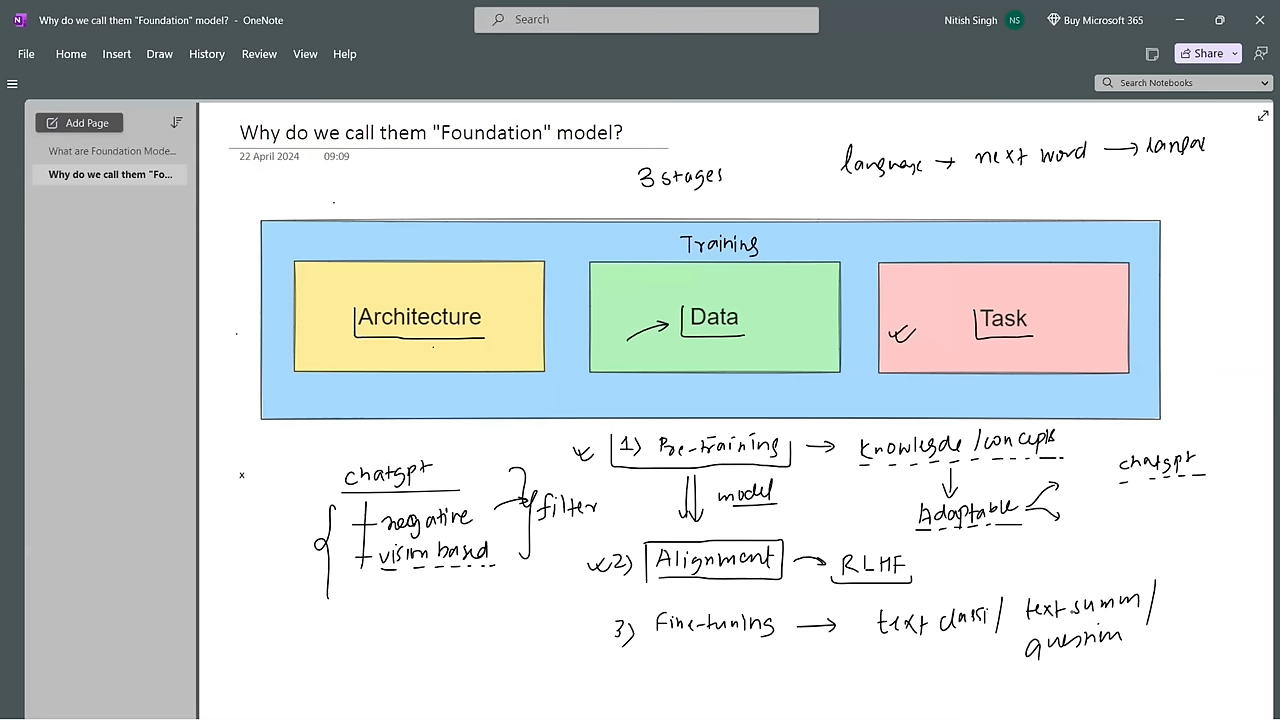 Why do we call them "Foundation" model? - OneNote
Search
Nitish Singh NS
Buy Microsoft 365
File Home Insert Draw History Review View Help
Share
Search Notebooks
Add Page
What are Foundation Mode...
Why do we call them "Fo...
Why do we call them "Foundation" model?
22 April 2024 09:09
3 stages
language → next word →
Training
Architecture
Data
Task
1) Pre-training → knowledge/concepts
chatgpt
model
Adaptable
chatgpt
negative
vision based
filter
2) Alignment → RLHF
3) Fine-tuning → text classi/ text summ/
question